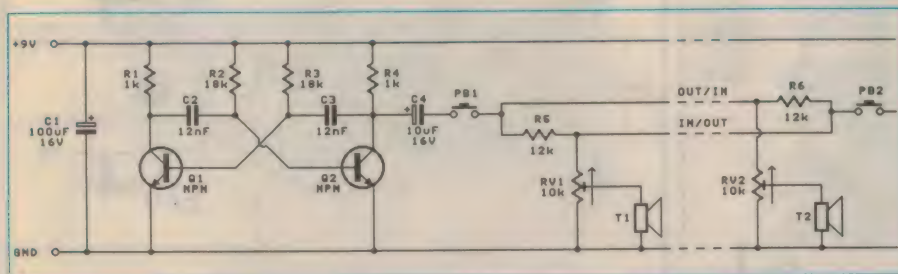 +9V
R1
1k
R2
18k
R3
18k
R4
1k
C1
100uF
16V
C2
12nF
C3
12nF
C4
10uF
16V
PB1
Q1
NPN
Q2
NPN
R5
12k
OUT/IN
IN/OUT
R6
12k
PB2
RV1
10k
T1
RV2
10k
T2
GND